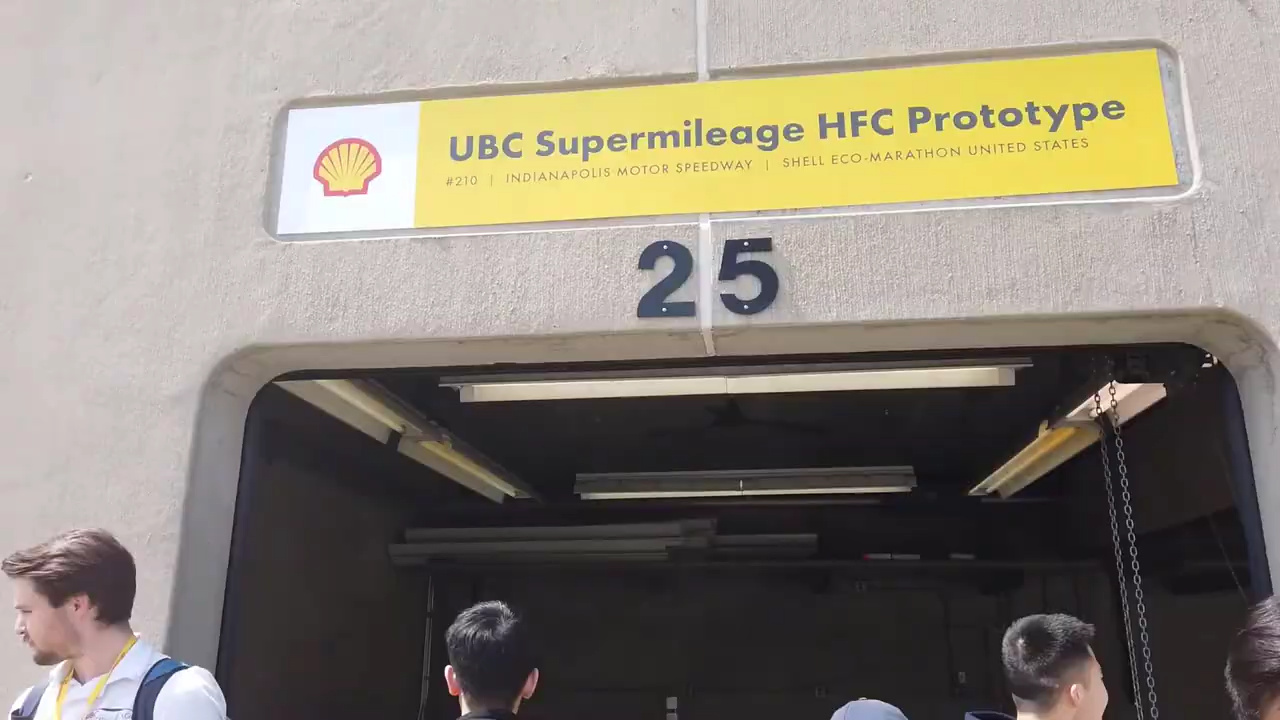 UBC Supermileage HFC Prototype
#210 | INDIANAPOLIS MOTOR SPEEDWAY | SHELL ECO-MARATHON UNITED STATES
25